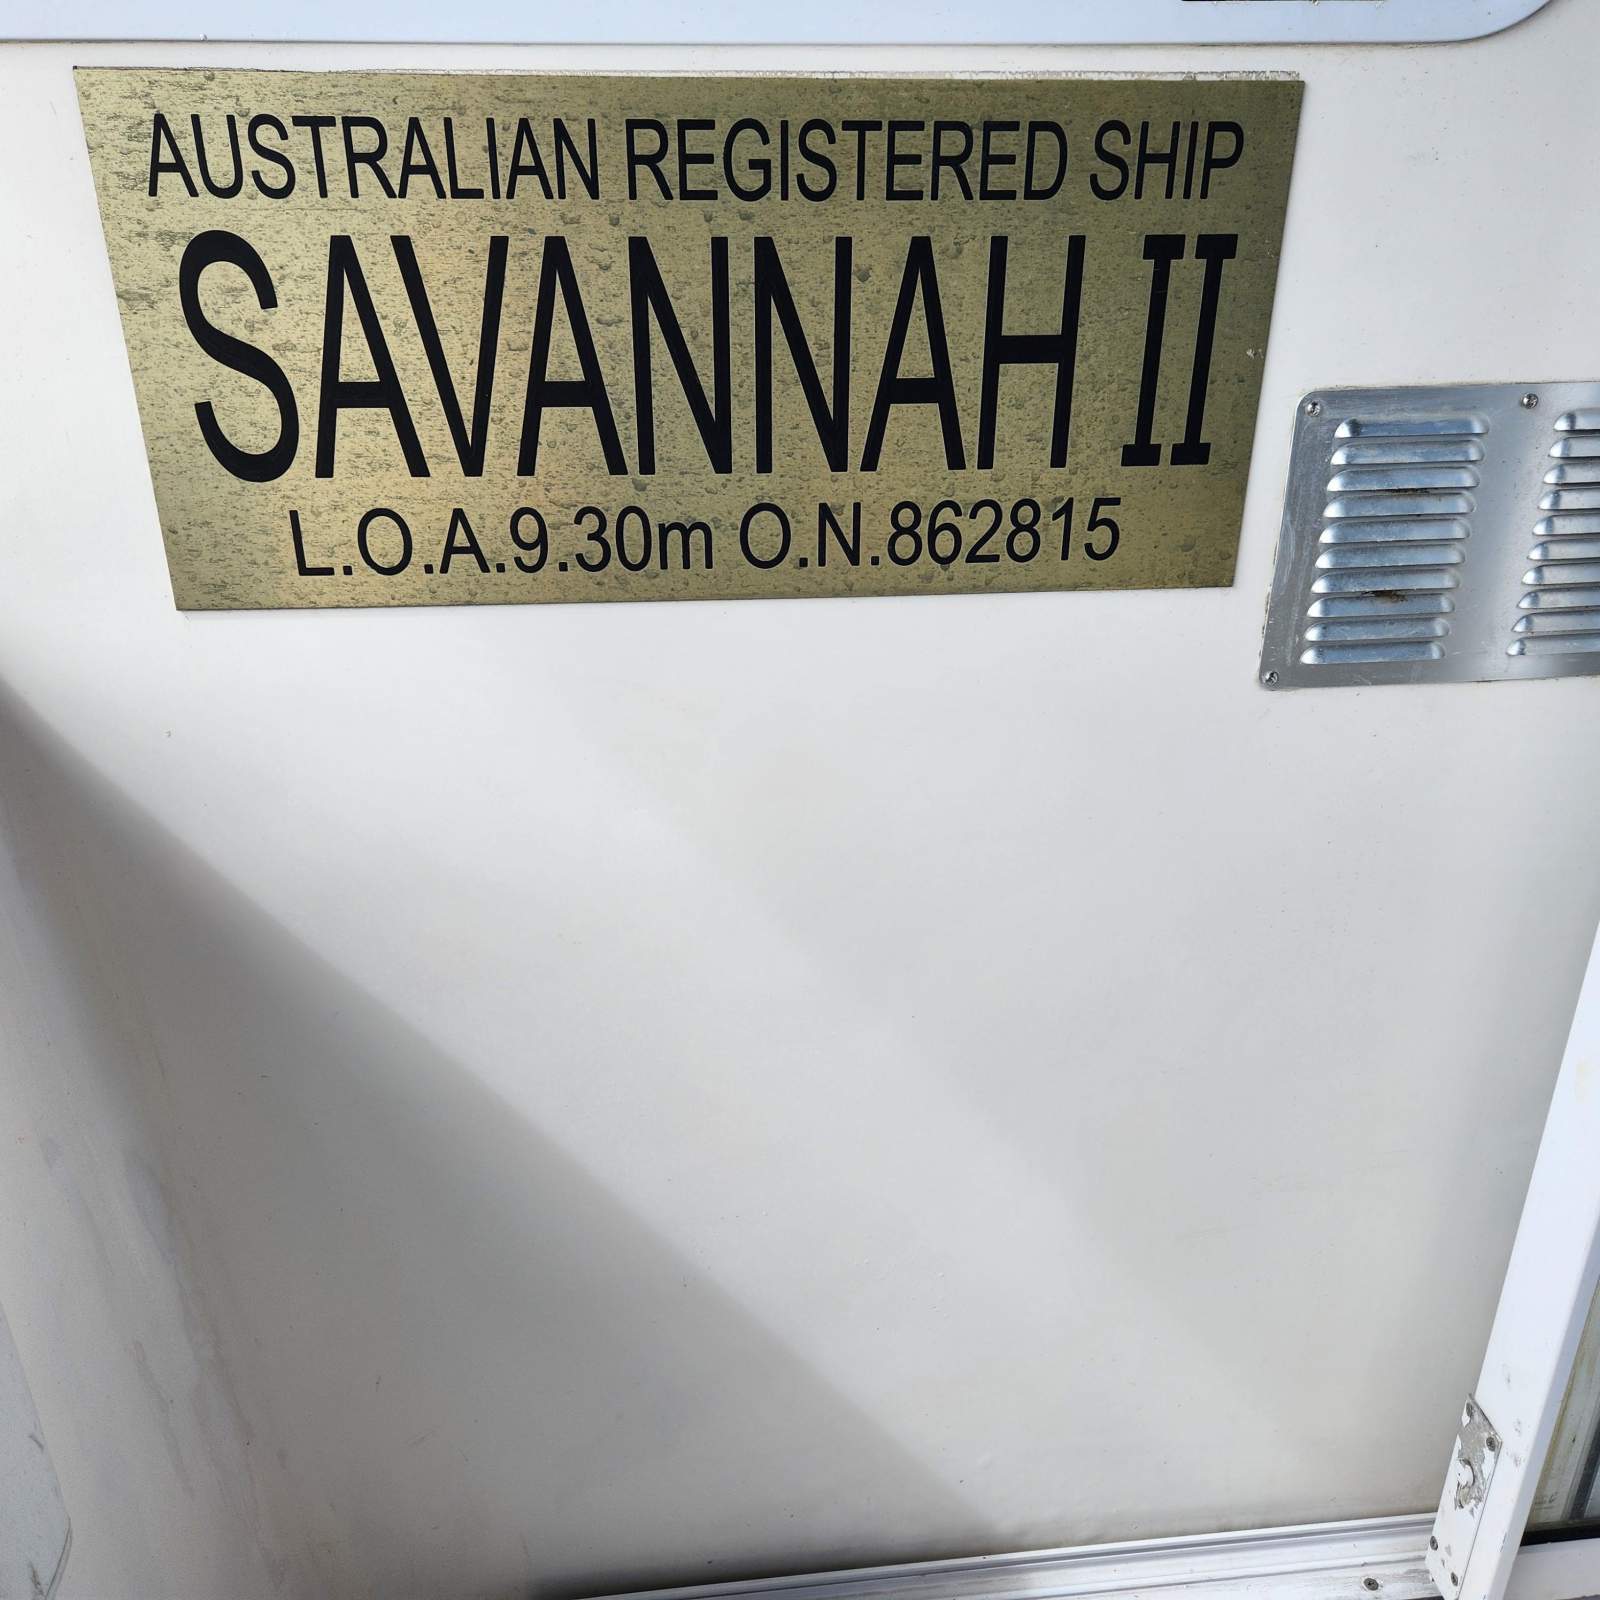 AUSTRALIAN REGISTERED SHIP
SAVANNAH II
L.O.A.9.30m O.N.862815